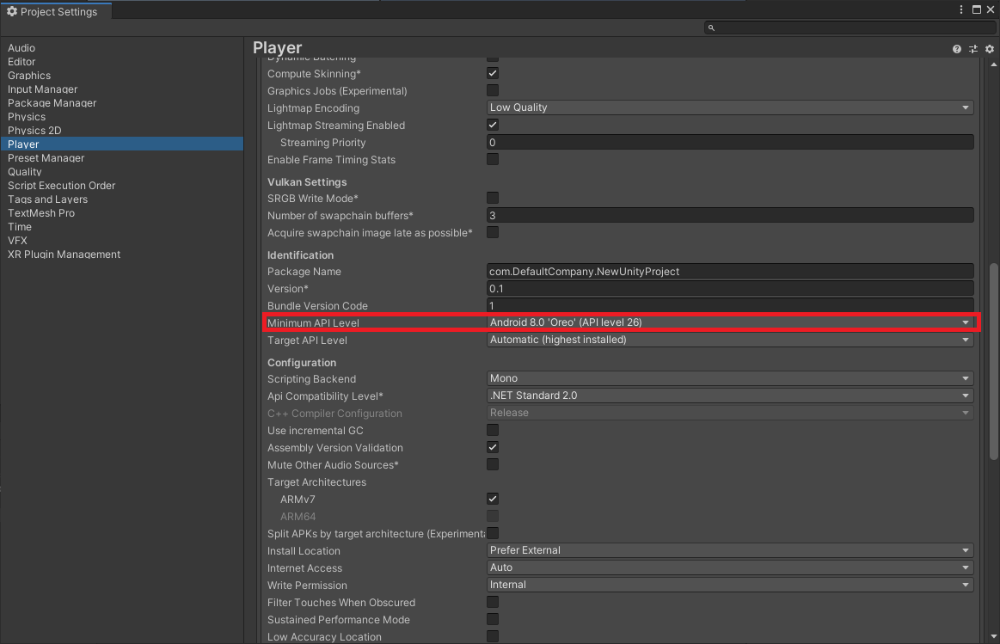 Project Settings
Audio
Editor
Graphics
Input Manager
Package Manager
Physics
Physics 2D
Player
Preset Manager
Quality
Script Execution Order
Tags and Layers
TextMesh Pro
Time
VFX
XR Plugin Management
Player
Dynamic Batching
Compute Skinning*
Graphics Jobs (Experimental)
Lightmap Encoding Low Quality
Lightmap Streaming Enabled
Streaming Priority 0
Enable Frame Timing Stats
Vulkan Settings
SRGB Write Mode*
Number of swapchain buffers* 3
Acquire swapchain image late as possible*
Identification
Package Name com.DefaultCompany.NewUnityProject
Version* 0.1
Bundle Version Code 1
Minimum API Level Android 8.0 'Oreo' (API level 26)
Target API Level Automatic (highest installed)
Configuration
Scripting Backend Mono
Api Compatibility Level* .NET Standard 2.0
C++ Compiler Configuration Release
Use incremental GC
Assembly Version Validation
Mute Other Audio Sources*
Target Architectures
ARMv7
ARM64
Split APKs by target architecture (Experimenta
Install Location Prefer External
Internet Access Auto
Write Permission Internal
Filter Touches When Obscured
Sustained Performance Mode
Low Accuracy Location